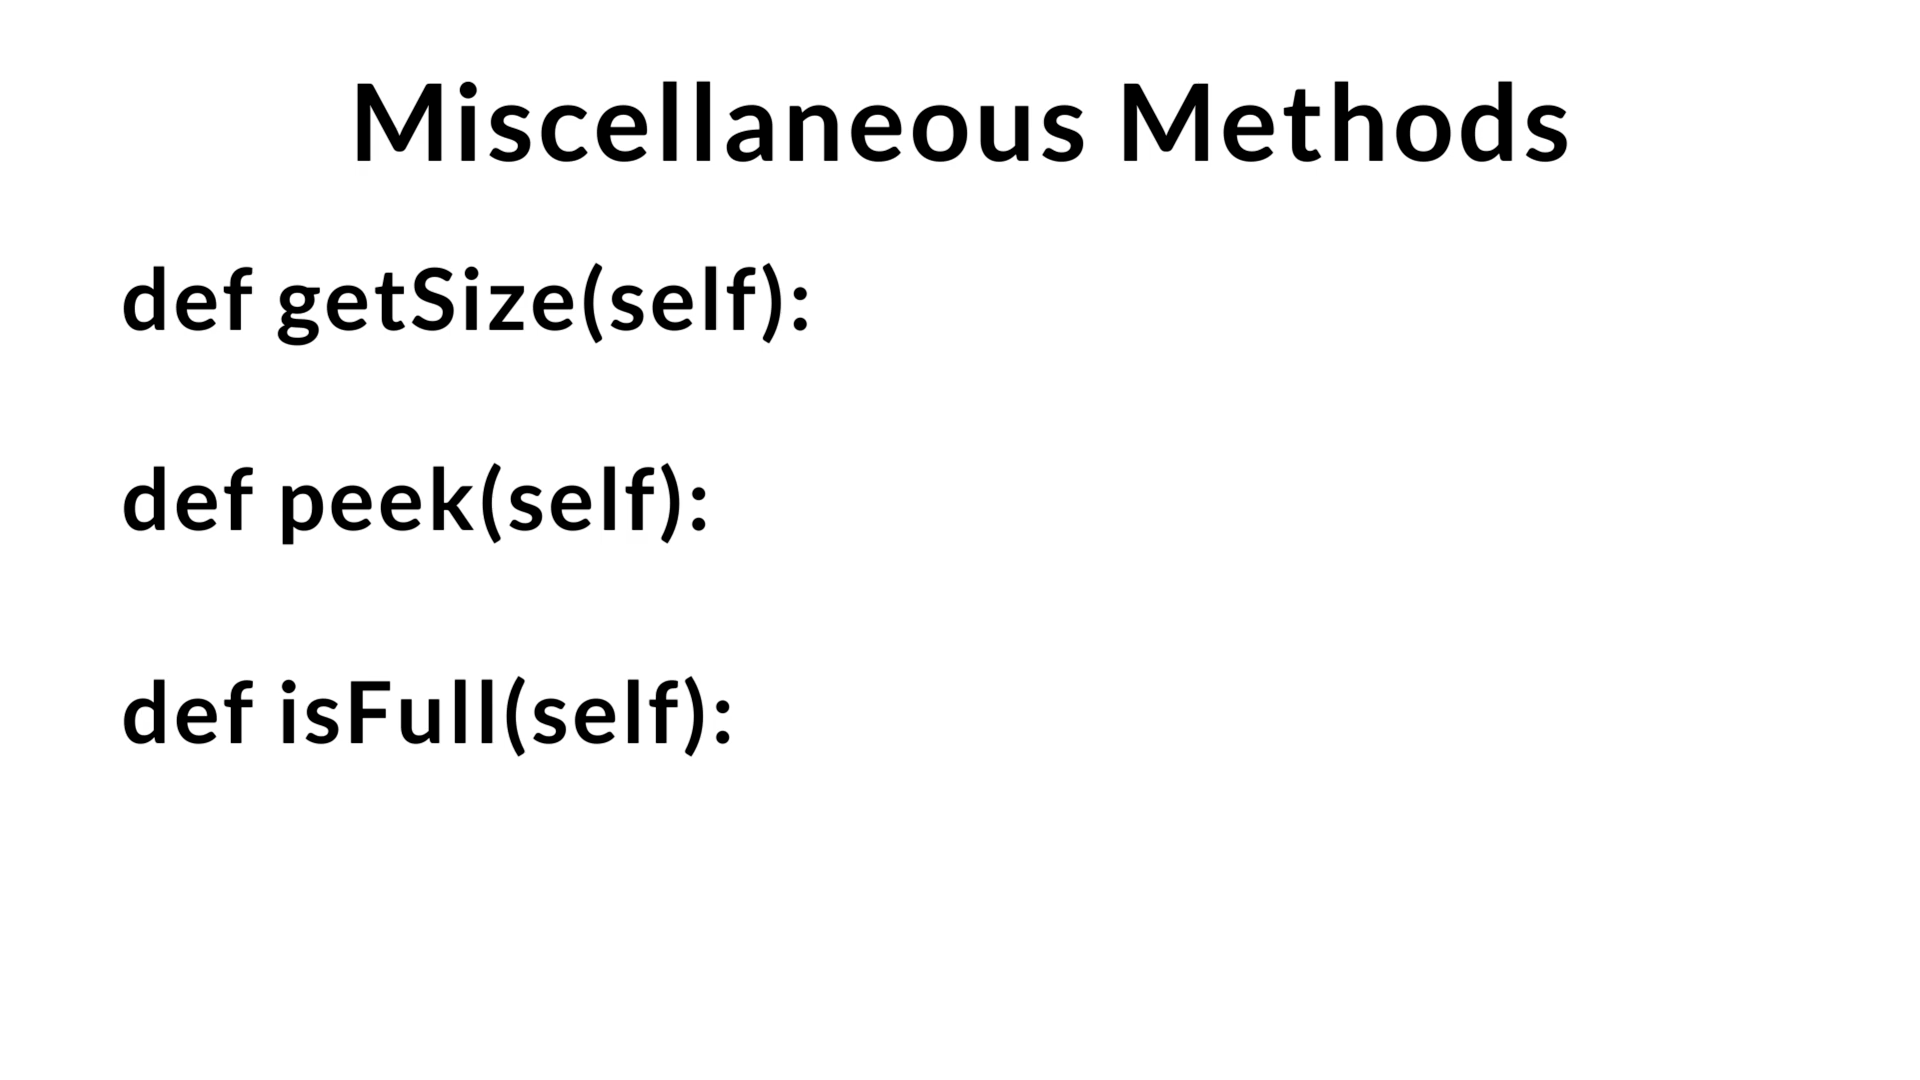 Miscellaneous Methods
def getSize(self):
def peek(self):
def isFull(self):